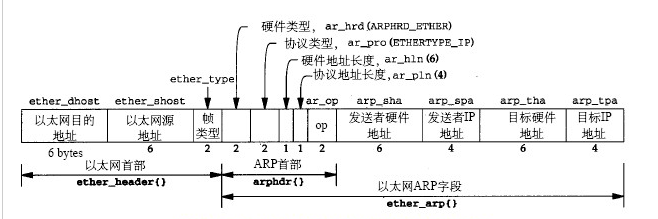 硬件类型, ar_hrd(ARPHRD_ETHER)
协议类型, ar_pro(ETHERTYPE_IP)
硬件地址长度, ar_hln(6)
ether_type
协议地址长度, ar_pln(4)
ether_dhost ether_shost ar_op arp_sha arp_spa arp_tha arp_tpa
以太网目的地址 以太网源地址 帧类型 op 发送者硬件地址 发送者IP地址 目标硬件地址 目标IP地址
6 bytes 6 2 2 2 1 1 2 6 4 6 4
以太网首部 ARP首部 以太网ARP字段
ether_header{} arphdr{} ether_arp{}